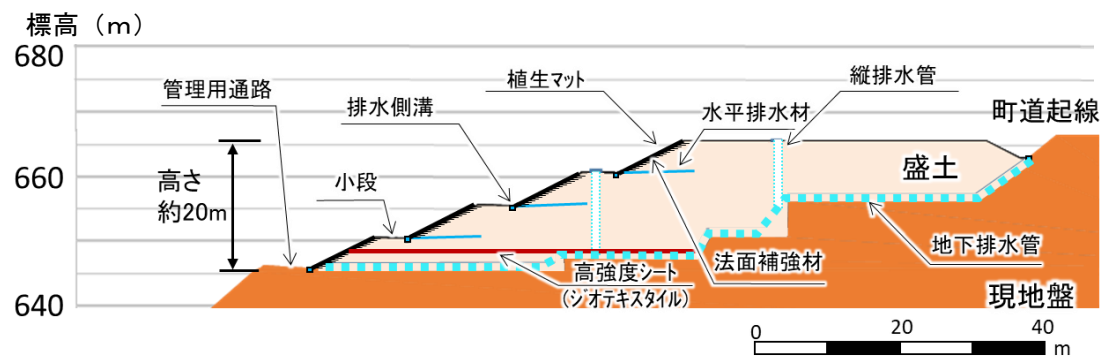 標高（m）
680
660
640
管理用通路
排水側溝
植生マット
水平排水材
縦排水管
町道起線
高さ
約20m
小段
盛土
地下排水管
高強度シート
(ジオテキスタイル)
法面補強材
現地盤
0
20
40
m